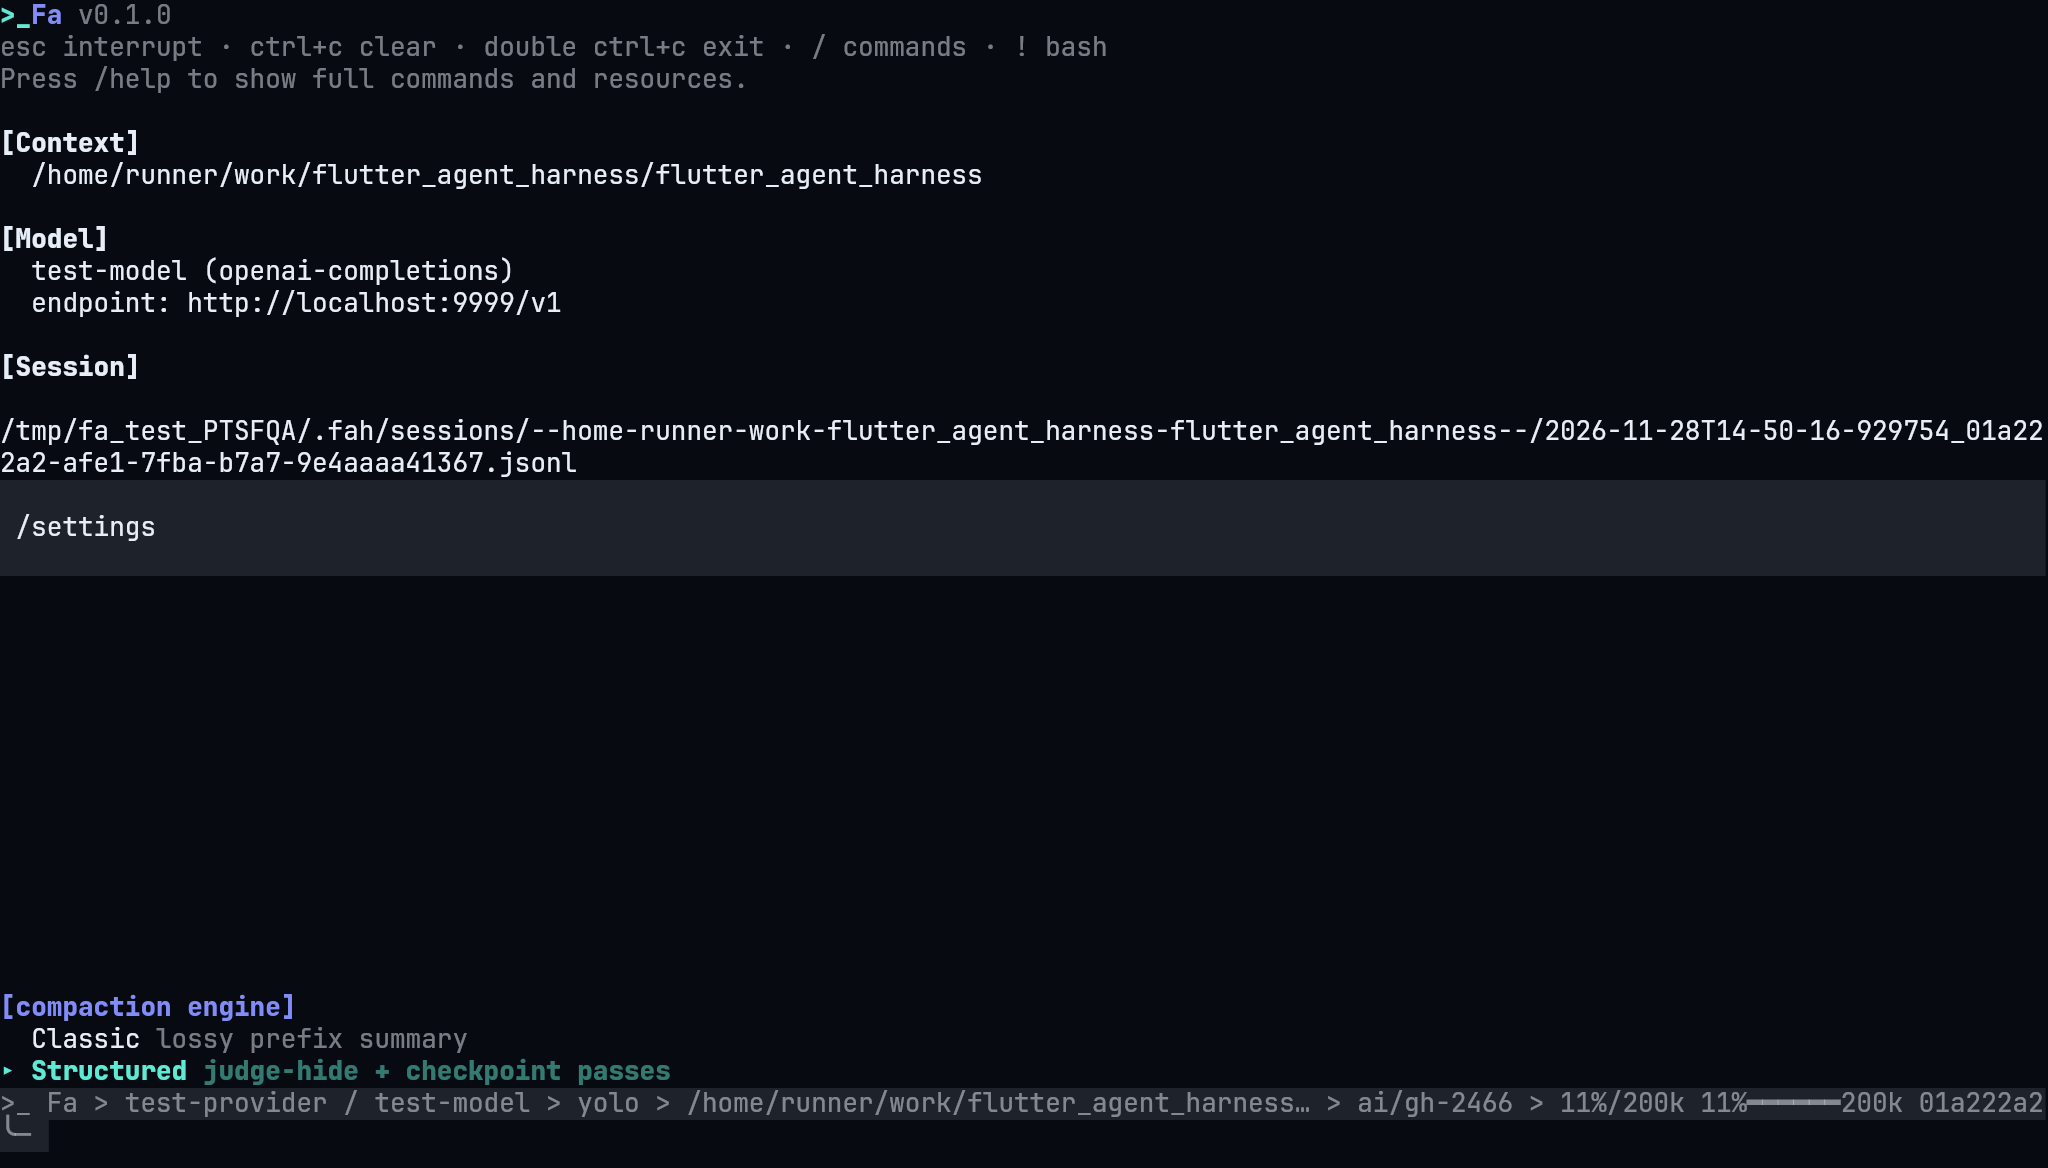 >_Fa v0.1.0
esc interrupt · ctrl+c clear · double ctrl+c exit · / commands · ! bash
Press /help to show full commands and resources.
[Context]
/home/runner/work/flutter_agent_harness/flutter_agent_harness
[Model]
test-model (openai-completions)
endpoint: http://localhost:9999/v1
[Session]
/tmp/fa_test_PTSFQA/.fah/sessions/--home-runner-work-flutter_agent_harness-flutter_agent_harness--/2026-11-28T14-50-16-929754_01a22
2a2-afe1-7fba-b7a7-9e4aaaa41367.jsonl
/settings
[compaction engine]
Classic lossy prefix summary
▸ Structured judge-hide + checkpoint passes
>_ Fa > test-provider / test-model > yolo > /home/runner/work/flutter_agent_harness… > ai/gh-2466 > 11%/200k 11%━━━━━━200k 01a222a2